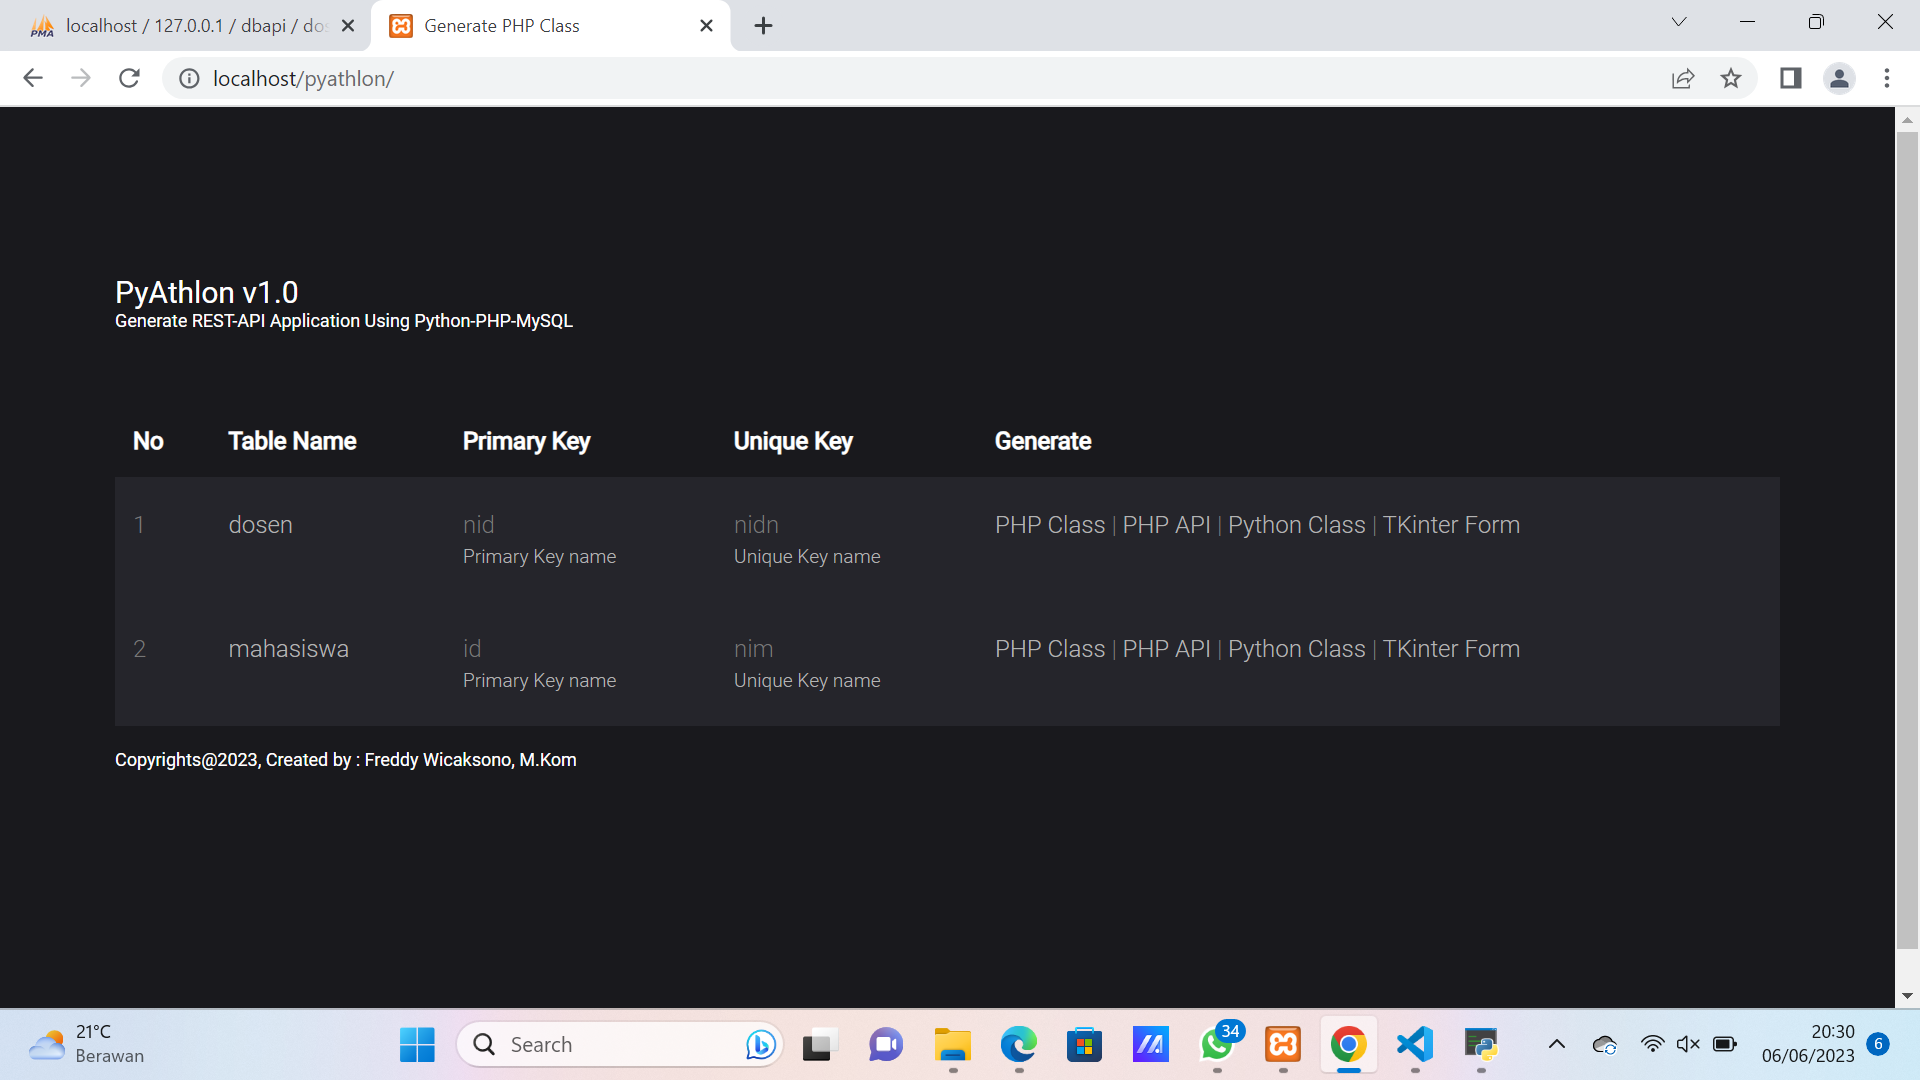 localhost / 127.0.0.1 / dbapi / dos
Generate PHP Class
localhost/pyathlon/
PyAthlon v1.0
Generate REST-API Application Using Python-PHP-MySQL
No Table Name Primary Key Unique Key Generate
1 dosen nid nidn PHP Class | PHP API | Python Class | TKinter Form
Primary Key name Unique Key name
2 mahasiswa id nim PHP Class | PHP API | Python Class | TKinter Form
Primary Key name Unique Key name
Copyrights@2023, Created by : Freddy Wicaksono, M.Kom
21°C
Berawan
Search
34
20:30
06/06/2023
6
PMA